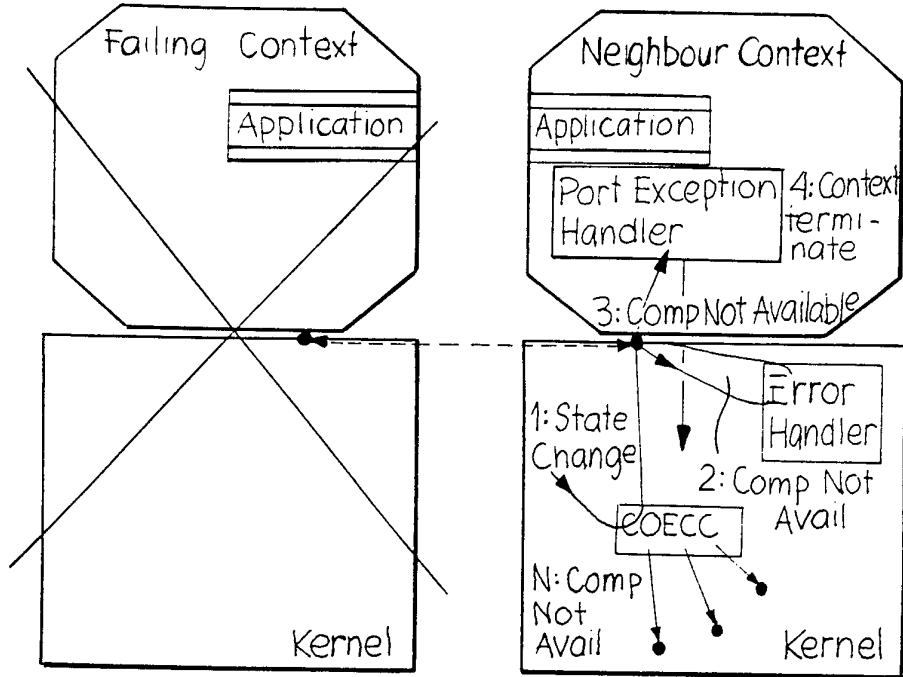 Failing Context
Application
Kernel
Neighbour Context
Application
Port Exception
Handler
4: Context
termi-
nate
3: Comp Not Available
Error
Handler
1: State
Change
2: Comp Not
Avail
COECC
N: Comp
Not
Avail
Kernel